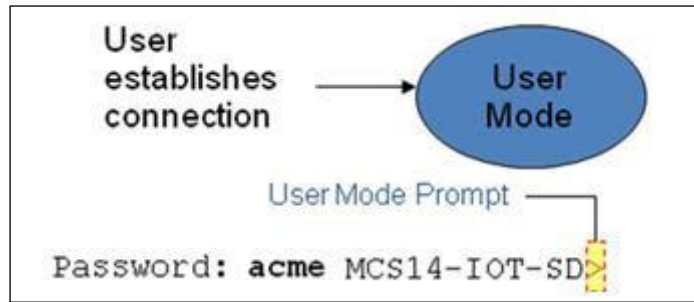 User
establishes
connection
User
Mode
User Mode Prompt
Password: acme MCS14-IOT-SD>